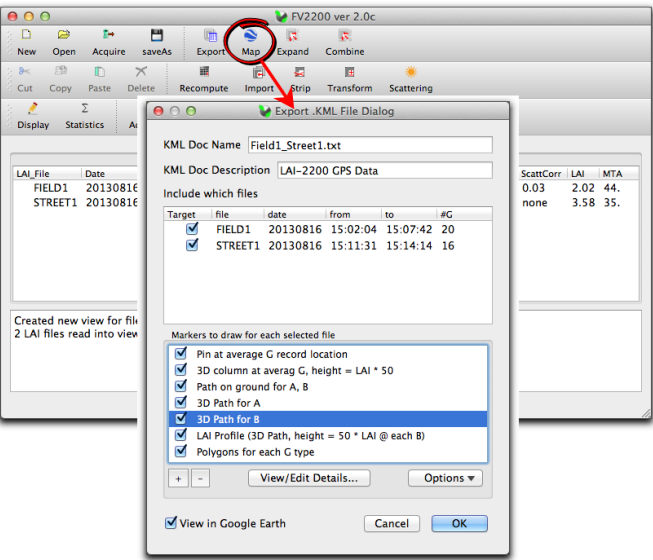 FV2200 ver 2.0c
New Open Acquire saveAs Export Map Expand Combine
Cut Copy Paste Delete Recompute Import Strip Transform Scattering
Display Statistics
Export .KML File Dialog
KML Doc Name Field1_Street1.txt
KML Doc Description LAI-2200 GPS Data
Include which files
LAI_File Date ScattCorr LAI MTA
FIELD1 20130816 0.03 2.02 44.
STREET1 20130816 none 3.58 35.
Target file date from to #G
FIELD1 20130816 15:02:04 15:07:42 20
STREET1 20130816 15:11:31 15:14:14 16
Created new view for file
2 LAI files read into view
Markers to draw for each selected file
Pin at average G record location
3D column at averag G, height = LAI * 50
Path on ground for A, B
3D Path for A
3D Path for B
LAI Profile (3D Path, height = 50 * LAI @ each B)
Polygons for each G type
+ - View/Edit Details... Options ▼
View in Google Earth Cancel OK